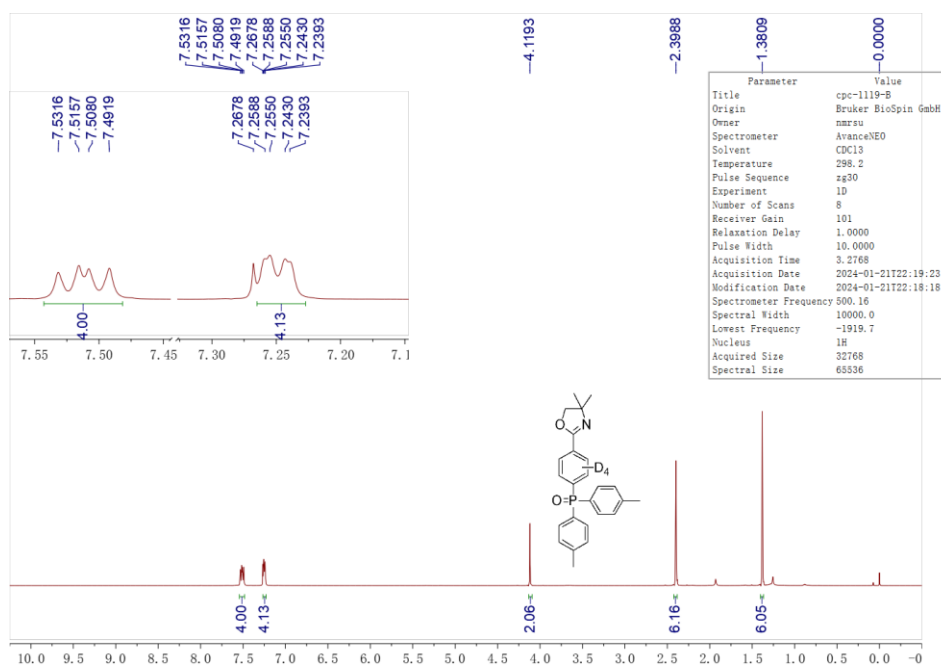 7.5316
7.5157
7.5080
7.4919
7.2678
7.2588
7.2550
7.2430
7.2393
4.1193
2.3988
1.3809
0.0000
7.5316
7.5157
7.5080
7.4919
7.2678
7.2588
7.2550
7.2430
7.2393
4.00
4.13
7.55 7.50 7.45 7.30 7.25 7.20 7.1
Parameter Value
Title cpc-1119-B
Origin Bruker BioSpin GmbH
Owner nmrsu
Spectrometer AvanceNEO
Solvent CDCl3
Temperature 298.2
Pulse Sequence zg30
Experiment 1D
Number of Scans 8
Receiver Gain 101
Relaxation Delay 1.0000
Pulse Width 10.0000
Acquisition Time 3.2768
Acquisition Date 2024-01-21T22:19:23
Modification Date 2024-01-21T22:18:18
Spectrometer Frequency 500.16
Spectral Width 10000.0
Lowest Frequency -1919.7
Nucleus 1H
Acquired Size 32768
Spectral Size 65536
O N
D4
O=P
4.00 4.13 2.06 6.16 6.05
10.0 9.5 9.0 8.5 8.0 7.5 7.0 6.5 6.0 5.5 5.0 4.5 4.0 3.5 3.0 2.5 2.0 1.5 1.0 0.5 0.0 -0